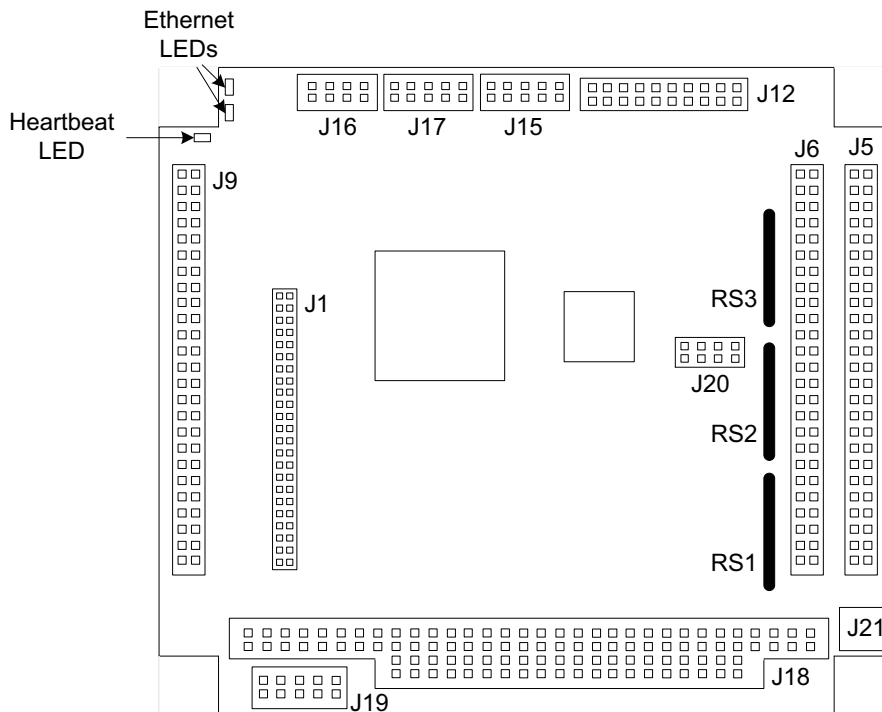 Ethernet
LEDs
J12
J16
J17
J15
Heartbeat
LED
J6
J5
J9
RS3
J1
J20
RS2
RS1
J21
J18
J19